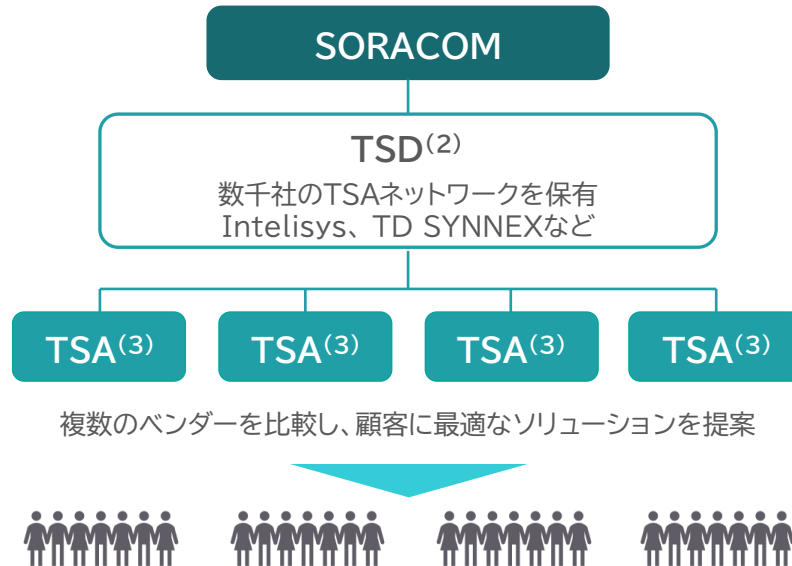 SORACOM
TSD(2)
数千社のTSAネットワークを保有
Intelisys、TD SYNNEXなど
TSA(3) TSA(3) TSA(3) TSA(3)
複数のベンダーを比較し、顧客に最適なソリューションを提案